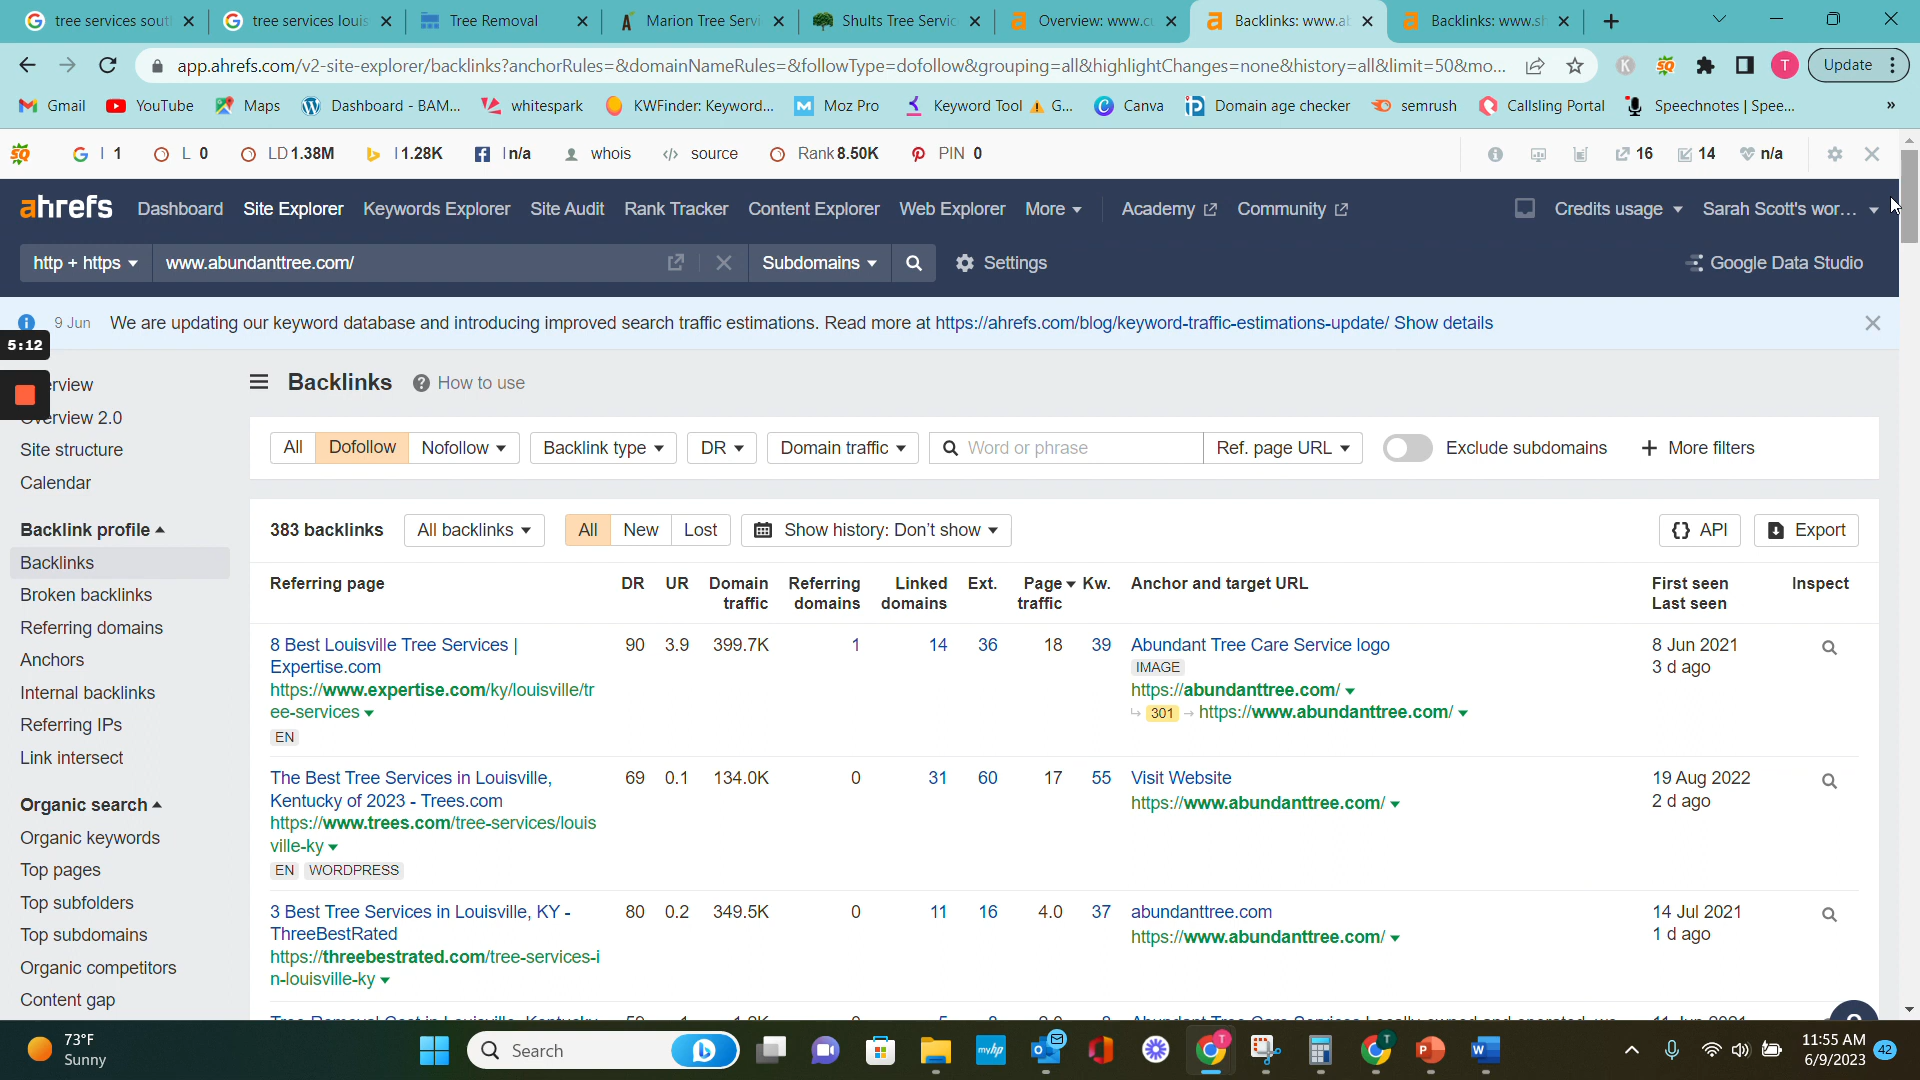 tree services sout
tree services louis
Tree Removal
Marion Tree Servi
Shults Tree Servic
Overview: www.cu
Backlinks: www.ab
Backlinks: www.sh
app.ahrefs.com/v2-site-explorer/backlinks?anchorRules=&domainNameRules=&followType=dofollow&grouping=all&highlightChanges=none&history=all&limit=50&mo...
K
T
Update
Gmail
YouTube
Maps
Dashboard - BAM...
whitespark
KWFinder: Keyword...
Moz Pro
Keyword Tool ⚠ G...
Canva
Domain age checker
semrush
Callsling Portal
Speechnotes | Spee...
»
SQ
I 1
L 0
LD 1.38M
I 1.28K
I n/a
whois
source
Rank 8.50K
PIN 0
16
14
n/a
ahrefs
Dashboard
Site Explorer
Keywords Explorer
Site Audit
Rank Tracker
Content Explorer
Web Explorer
More
Academy
Community
Credits usage
Sarah Scott's wor...
http + https
www.abundanttree.com/
Subdomains
Settings
Google Data Studio
9 Jun We are updating our keyword database and introducing improved search traffic estimations. Read more at https://ahrefs.com/blog/keyword-traffic-estimations-update/ Show details
5:12
rview
Overview 2.0
Site structure
Calendar
Backlink profile
Backlinks
Broken backlinks
Referring domains
Anchors
Internal backlinks
Referring IPs
Link intersect
Organic search
Organic keywords
Top pages
Top subfolders
Top subdomains
Organic competitors
Content gap
Backlinks
How to use
All
Dofollow
Nofollow
Backlink type
DR
Domain traffic
Word or phrase
Ref. page URL
Exclude subdomains
+ More filters
383 backlinks
All backlinks
All
New
Lost
Show history: Don't show
{} API
Export
Referring page
DR
UR
Domain traffic
Referring domains
Linked domains
Ext.
Page traffic
Kw.
Anchor and target URL
First seen
Last seen
Inspect
8 Best Louisville Tree Services |
Expertise.com
https://www.expertise.com/ky/louisville/tr
ee-services
EN
90 3.9 399.7K 1 14 36 18 39
Abundant Tree Care Service logo
IMAGE
https://abundanttree.com/
301 → https://www.abundanttree.com/
8 Jun 2021
3 d ago
The Best Tree Services in Louisville,
Kentucky of 2023 - Trees.com
https://www.trees.com/tree-services/louis
ville-ky
EN WORDPRESS
69 0.1 134.0K 0 31 60 17 55
Visit Website
https://www.abundanttree.com/
19 Aug 2022
2 d ago
3 Best Tree Services in Louisville, KY -
ThreeBestRated
https://threebestrated.com/tree-services-i
n-louisville-ky
80 0.2 349.5K 0 11 16 4.0 37
abundanttree.com
https://www.abundanttree.com/
14 Jul 2021
1 d ago
73°F
Sunny
Search
11:55 AM
6/9/2023
42